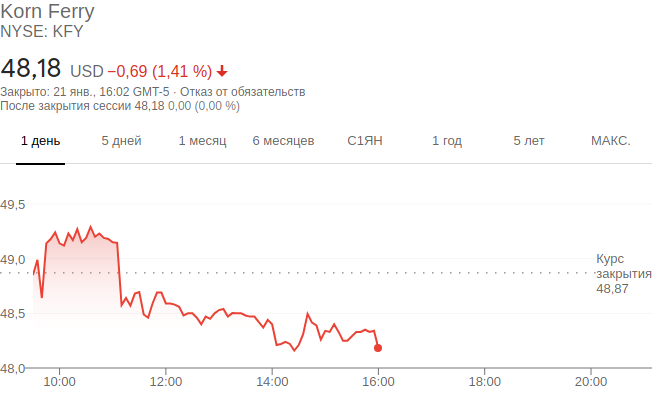 Korn Ferry
NYSE: KFY
48,18 USD −0,69 (1,41 %)
Закрыто: 21 янв., 16:02 GMT-5 · Отказ от обязательств
После закрытия сессии 48,18 0,00 (0,00 %)
1 день 5 дней 1 месяц 6 месяцев С1ЯН 1 год 5 лет МАКС.
49,5
49,0
48,5
48,0
Курс
закрытия
48,87
10:00 12:00 14:00 16:00 18:00 20:00